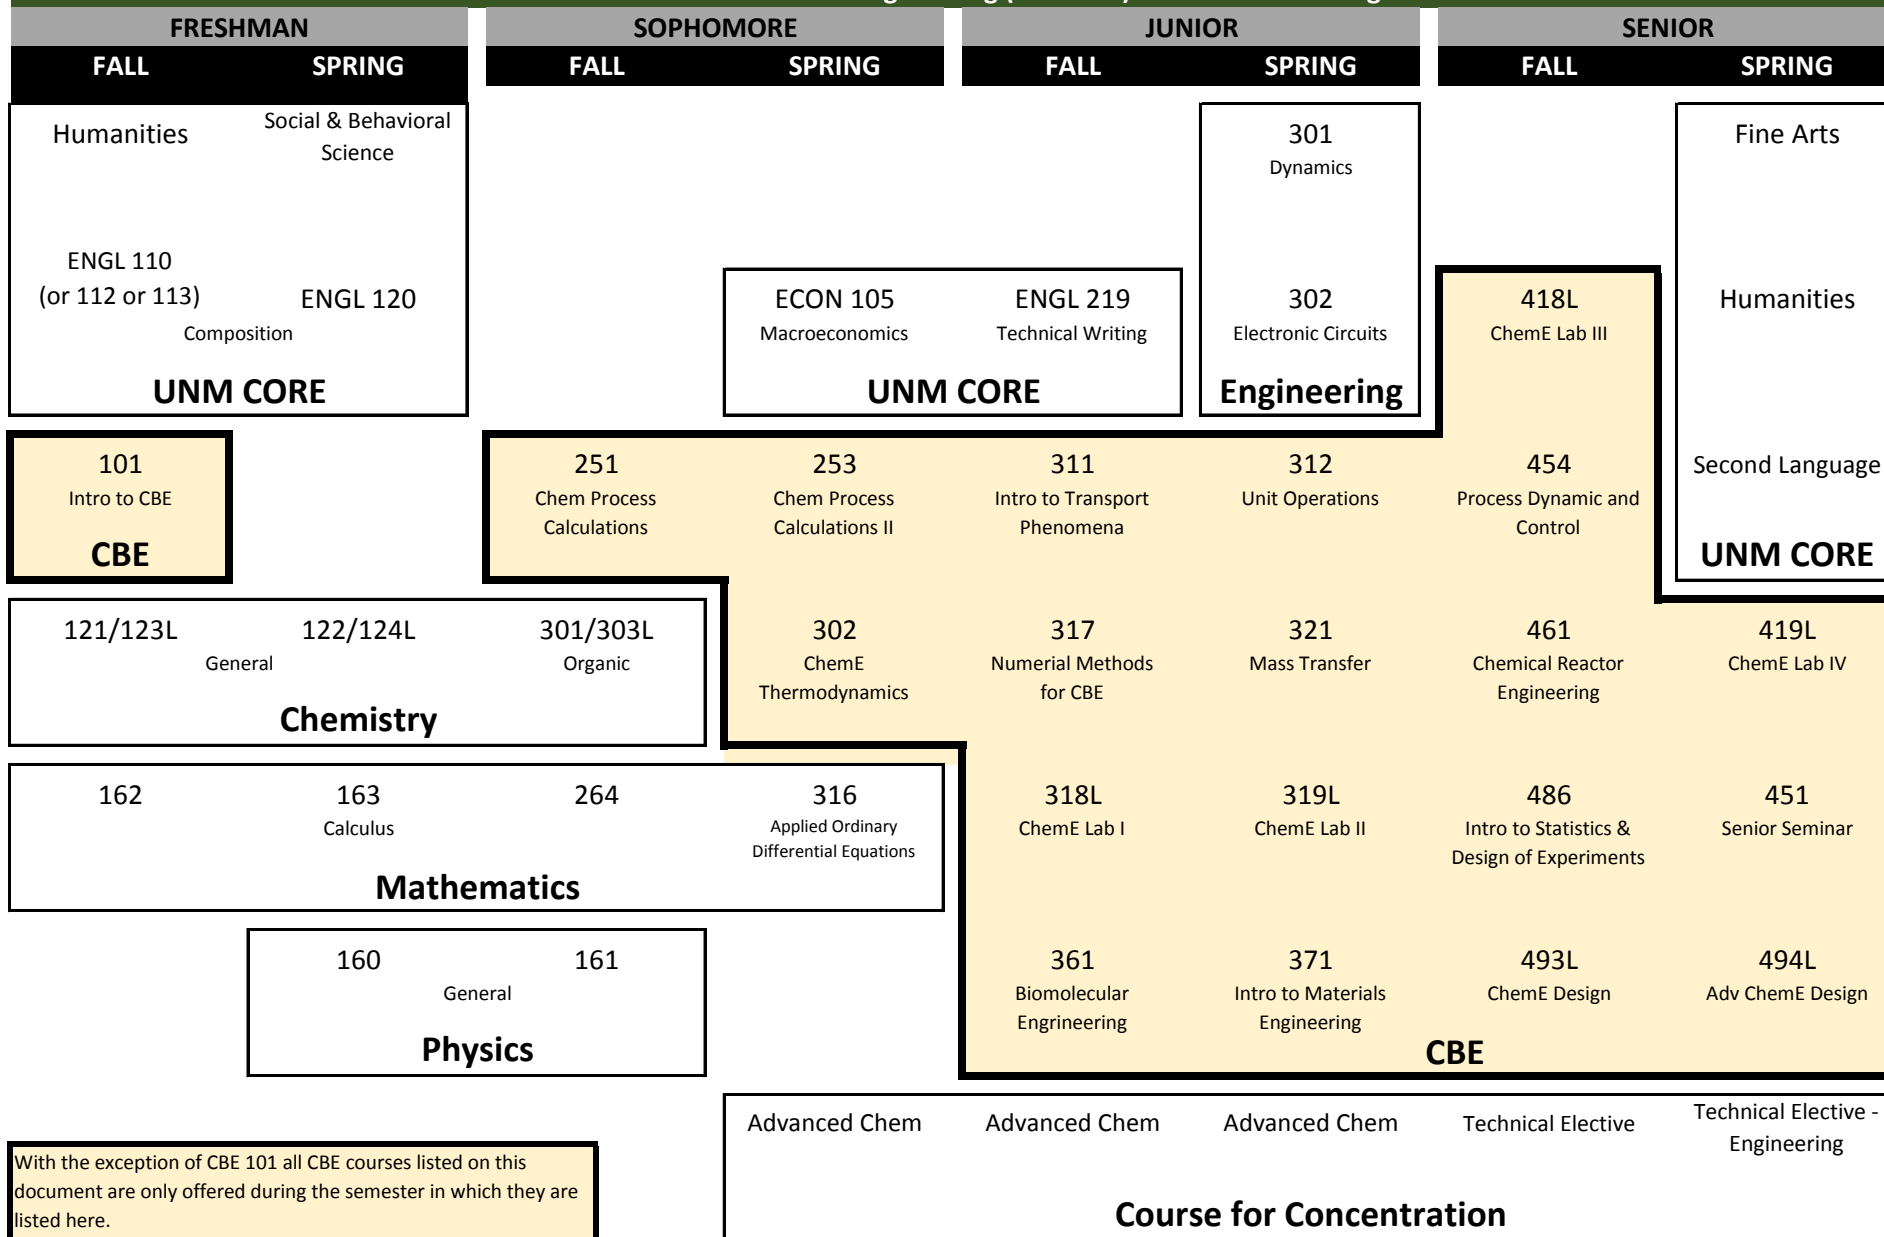 FRESHMAN SOPHOMORE JUNIOR SENIOR
FALL SPRING FALL SPRING FALL SPRING FALL SPRING
Humanities
Social & Behavioral
Science
301
Dynamics
Fine Arts
ENGL 110
(or 112 or 113)
ENGL 120
Composition
UNM CORE
ECON 105
Macroeconomics
ENGL 219
Technical Writing
UNM CORE
302
Electronic Circuits
Engineering
418L
ChemE Lab III
Humanities
101
Intro to CBE
CBE
251
Chem Process
Calculations
253
Chem Process
Calculations II
311
Intro to Transport
Phenomena
312
Unit Operations
454
Process Dynamic and
Control
Second Language
UNM CORE
121/123L
122/124L
General
301/303L
Organic
Chemistry
302
ChemE
Thermodynamics
317
Numerial Methods
for CBE
321
Mass Transfer
461
Chemical Reactor
Engineering
419L
ChemE Lab IV
162
163
Calculus
264
316
Applied Ordinary
Differential Equations
Mathematics
318L
ChemE Lab I
319L
ChemE Lab II
486
Intro to Statistics &
Design of Experiments
451
Senior Seminar
160
161
General
Physics
361
Biomolecular
Engrineering
371
Intro to Materials
Engineering
493L
ChemE Design
494L
Adv ChemE Design
CBE
Advanced Chem
Advanced Chem
Advanced Chem
Technical Elective
Technical Elective -
Engineering
Course for Concentration
With the exception of CBE 101 all CBE courses listed on this
document are only offered during the semester in which they are
listed here.